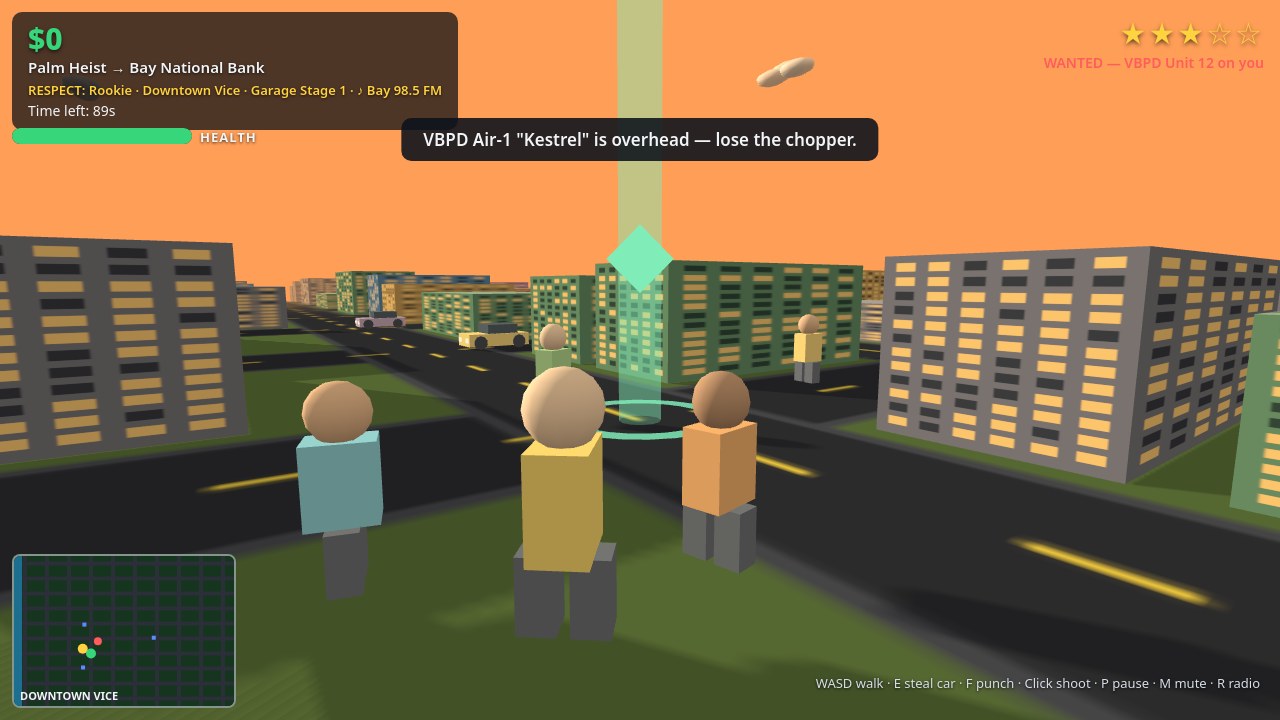 $0
Palm Heist → Bay National Bank
RESPECT: Rookie · Downtown Vice · Garage Stage 1 · ♪ Bay 98.5 FM
Time left: 89s
HEALTH
★★★☆☆
WANTED — VBPD Unit 12 on you
VBPD Air-1 "Kestrel" is overhead — lose the chopper.
DOWNTOWN VICE
WASD walk · E steal car · F punch · Click shoot · P pause · M mute · R radio